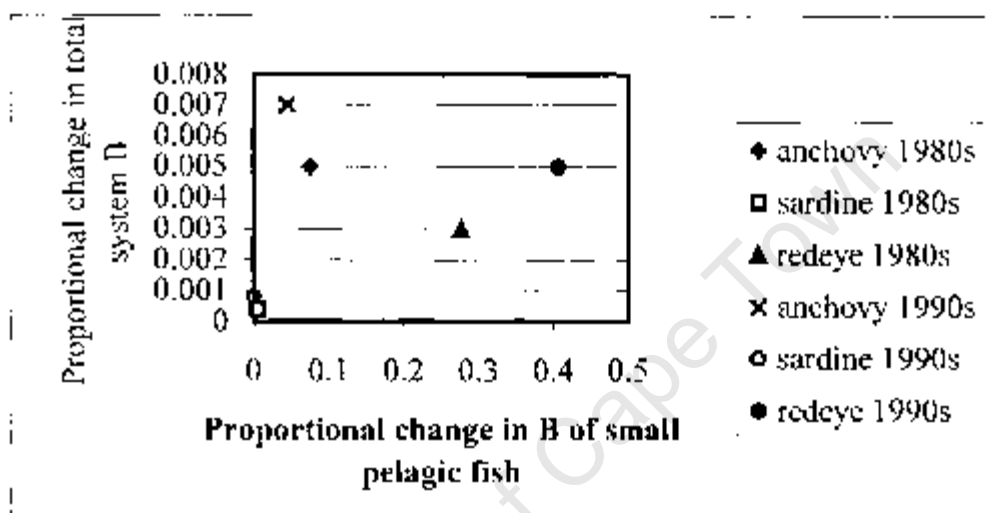 Proportional change in total
system B
0.008
0.007
0.006
0.005
0.004
0.003
0.002
0.001
0
0 0.1 0.2 0.3 0.4 0.5
Proportional change in B of small
pelagic fish
anchovy 1980s
sardine 1980s
redeye 1980s
anchovy 1990s
sardine 1990s
redeye 1990s
Cape Town